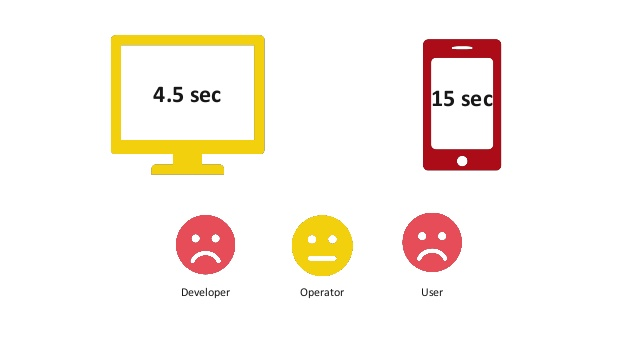 4.5 sec
15 sec
Developer
Operator
User